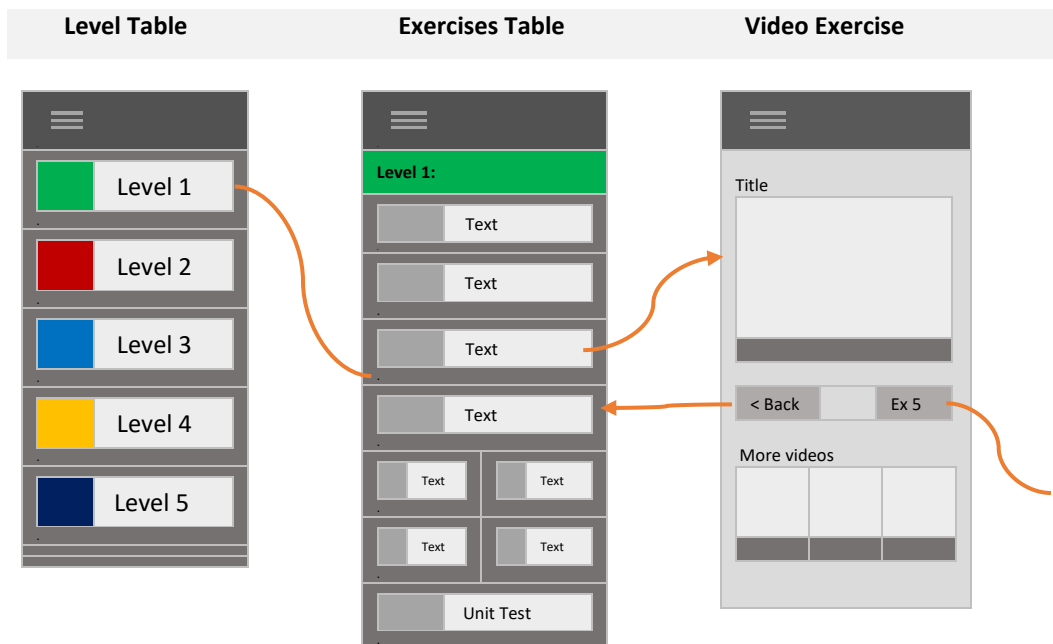 Level Table
Exercises Table
Video Exercise
Level 1
Level 2
Level 3
Level 4
Level 5
Level 1:
Text
Text
Text
Text
Text
Text
Text
Text
Unit Test
Title
< Back
Ex 5
More videos